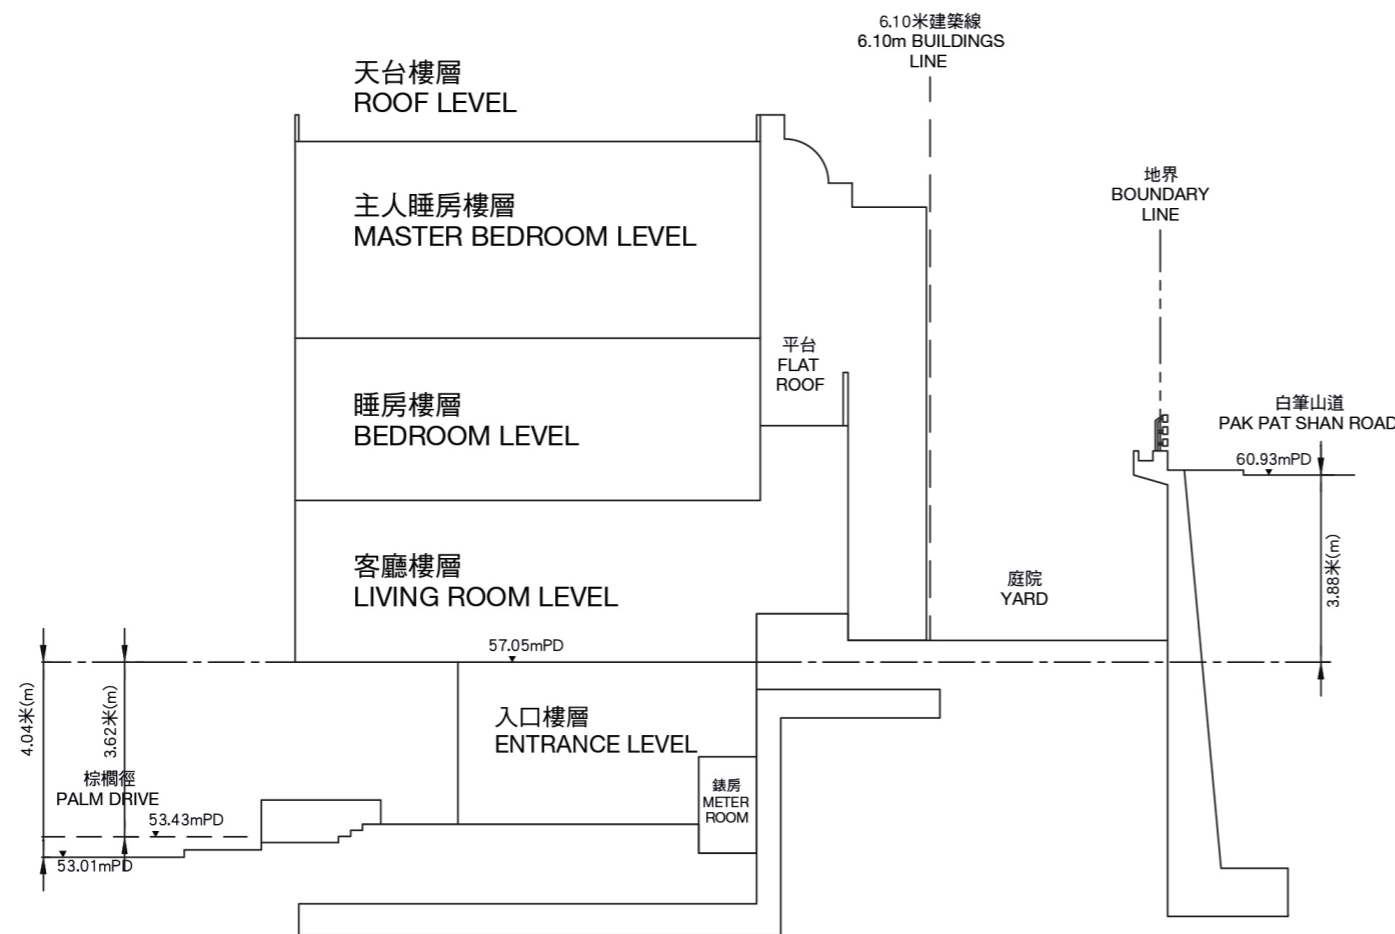 6.10米建築線
6.10m BUILDINGS
LINE
天台樓層
ROOF LEVEL
地界
BOUNDARY
LINE
主人睡房樓層
MASTER BEDROOM LEVEL
平台
FLAT
ROOF
睡房樓層
BEDROOM LEVEL
白筆山道
PAK PAT SHAN ROAD
60.93mPD
3.88米(m)
客廳樓層
LIVING ROOM LEVEL
庭院
YARD
57.05mPD
4.04米(m)
3.62米(m)
入口樓層
ENTRANCE LEVEL
錶房
METER
ROOM
棕櫚徑
PALM DRIVE
53.43mPD
53.01mPD